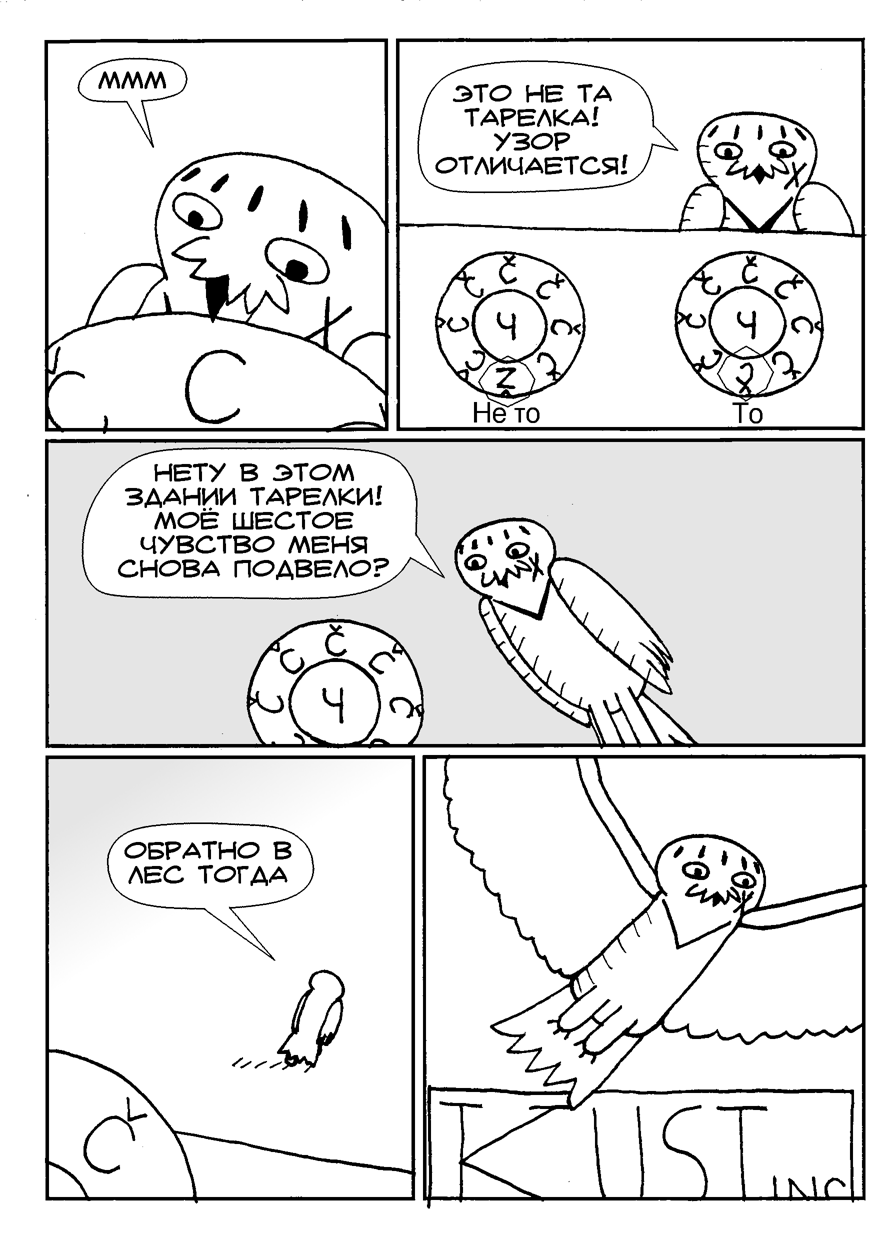 МММ
ЭТО НЕ ТА
ТАРЕЛКА!
УЗОР
ОТЛИЧАЕТСЯ!
Č
Ч
Z
Не то
Č
Ч
Č
То
НЕТУ В ЭТОМ
ЗДАНИИ ТАРЕЛКИ!
МОЁ ШЕСТОЕ
ЧУВСТВО МЕНЯ
СНОВА ПОДВЕЛО?
Č
Ч
ОБРАТНО В
ЛЕС ТОГДА
Č
UST
INC